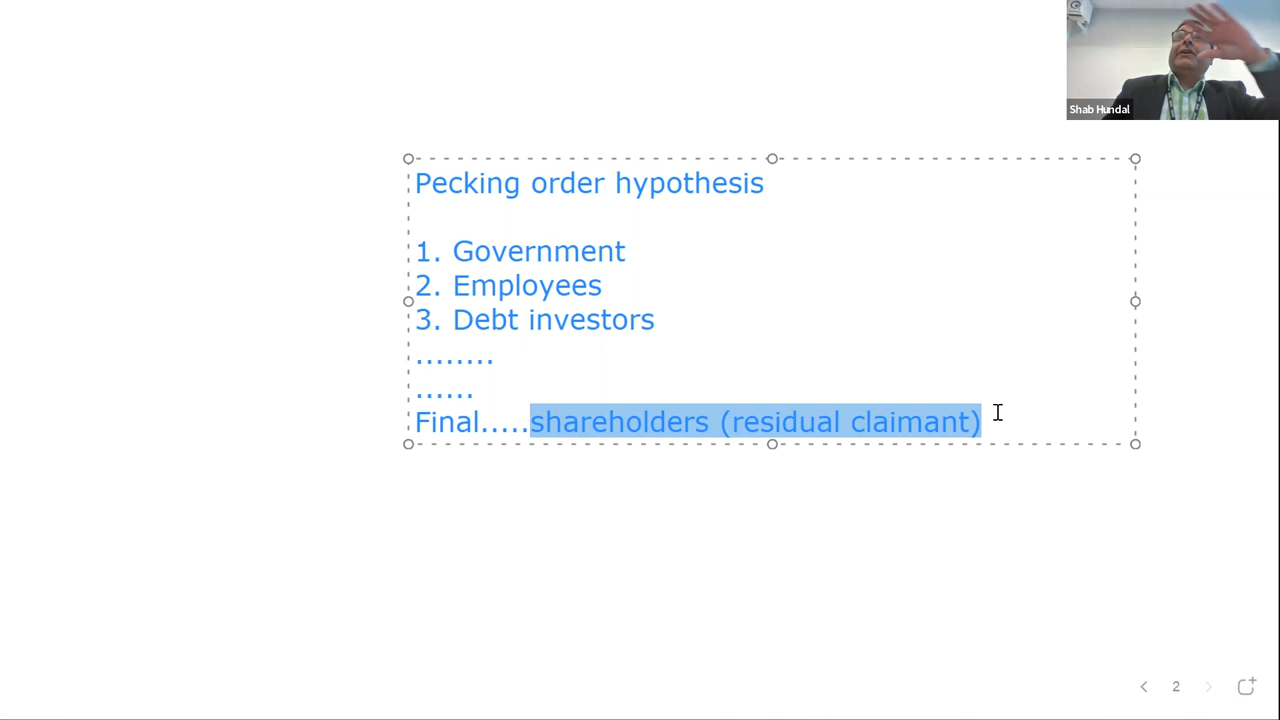 Shab Hundal
Pecking order hypothesis
1. Government
2. Employees
3. Debt investors
........
......
Final.....shareholders (residual claimant)
2